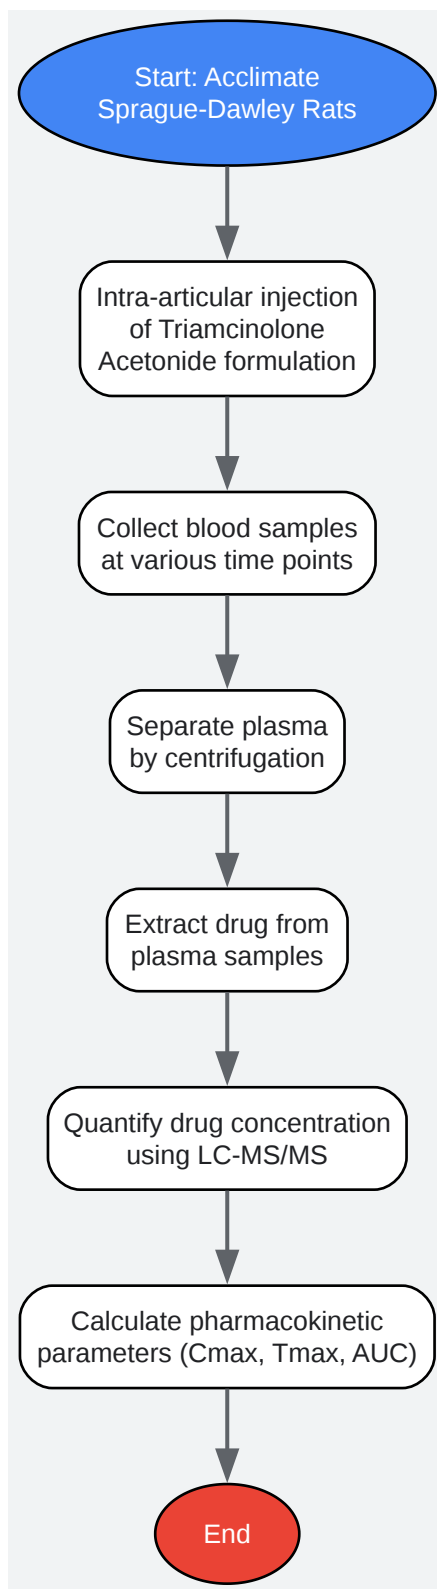 Start: Acclimate
Sprague-Dawley Rats
Intra-articular injection
of Triamcinolone
Acetonide formulation
Collect blood samples
at various time points
Separate plasma
by centrifugation
Extract drug from
plasma samples
Quantify drug concentration
using LC-MS/MS
Calculate pharmacokinetic
parameters (Cmax, Tmax, AUC)
End